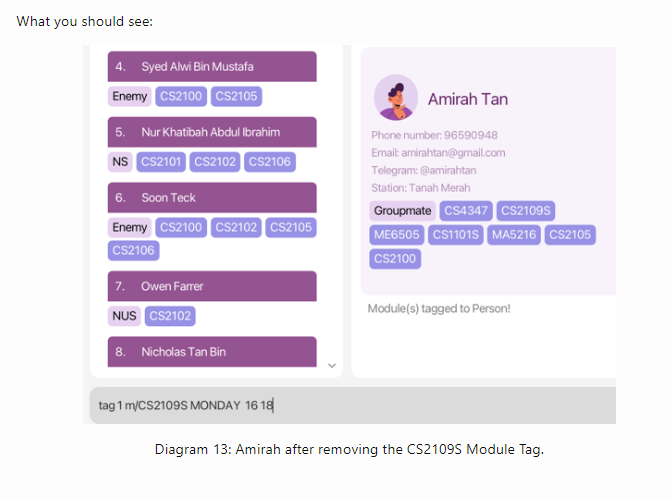 What you should see:
4. Syed Alwi Bin Mustafa
Enemy CS2100 CS2105
5. Nur Khatibah Abdul Ibrahim
NS CS2101 CS2102 CS2106
6. Soon Teck
Enemy CS2100 CS2102 CS2105
CS2106
7. Owen Farrer
NUS CS2102
8. Nicholas Tan Bin
Amirah Tan
Phone number: 96590948
Email: amirahtan@gmail.com
Telegram: @amirahtan
Station: Tanah Merah
Groupmate CS4347 CS2109S
ME6505 CS1101S MA5216 CS2105
CS2100
Module(s) tagged to Person!
tag 1 m/CS2109S MONDAY 16 18
Diagram 13: Amirah after removing the CS2109S Module Tag.